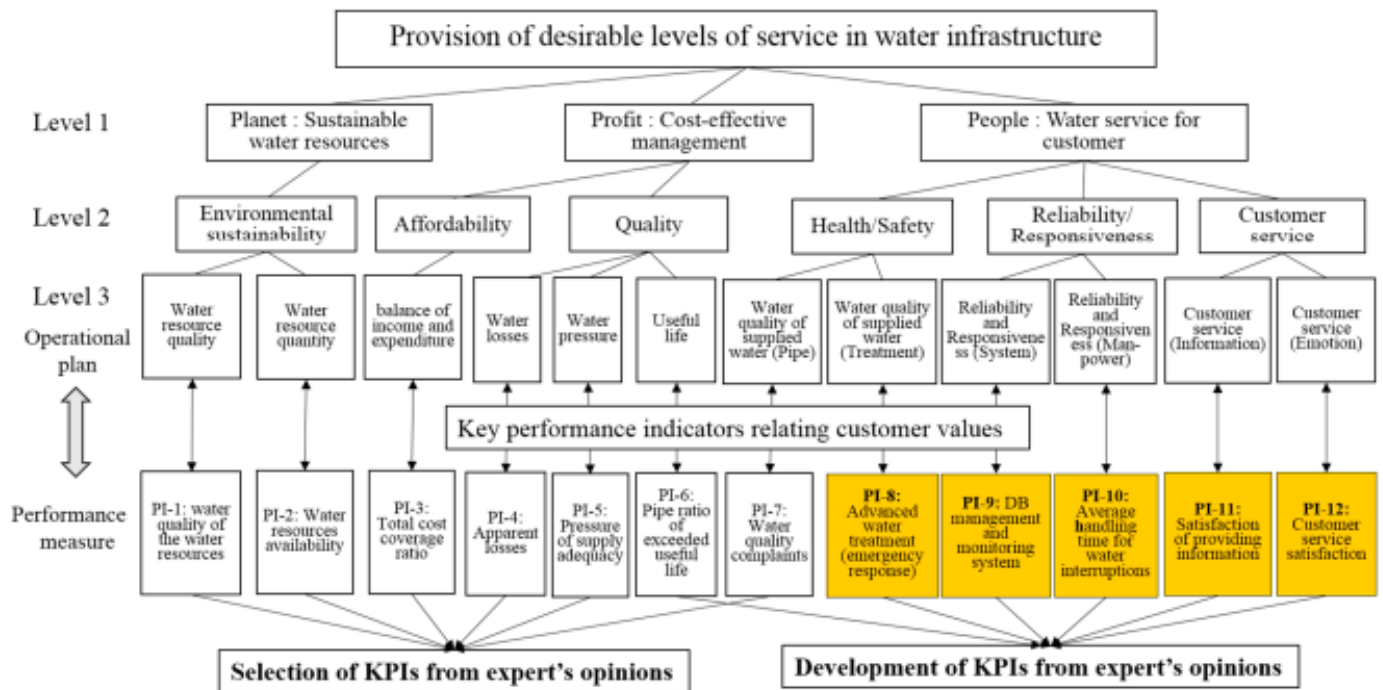 Provision of desirable levels of service in water infrastructure
Level 1
Planet : Sustainable
water resources
Profit : Cost-effective
management
People : Water service for
customer
Level 2
Environmental
sustainability
Affordability
Quality
Health/Safety
Reliability/
Responsiveness
Customer
service
Level 3
Operational
plan
Water
resource
quality
Water
resource
quantity
balance of
income and
expenditure
Water
losses
Water
pressure
Useful life
Water
quality of
supplied
water (Pipe)
Water quality
of supplied
water
(Treatment)
Reliability
and
Responsivene
ss (System)
Reliability
and
Responsiven
ess (Man-
power)
Customer
service
(Information)
Customer
service
(Emotion)
Key performance indicators relating customer values
Performance
measure
PI-1: water
quality of
the water
resources
PI-2: Water
resources
availability
PI-3:
Total cost
coverage
ratio
PI-4:
Apparent
losses
PI-5:
Pressure
of supply
adequacy
PI-6:
Pipe ratio
of
exceeded
useful
life
PI-7:
Water
quality
complaints
PI-8:
Advanced
water
treatment
(emergency
response)
PI-9: DB
management
and
monitoring
system
PI-10:
Average
handling
time for
water
interruptions
PI-11:
Satisfaction
of providing
information
PI-12:
Customer
service
satisfaction
Selection of KPIs from expert's opinions
Development of KPIs from expert's opinions